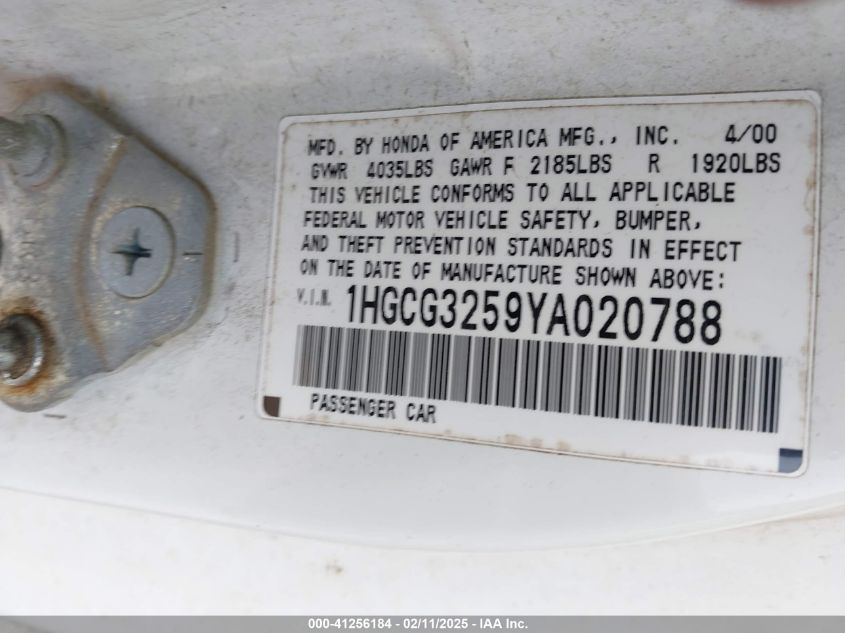 MFD. BY HONDA OF AMERICA MFG., INC. 4/00
GVWR 4035LBS GAWR F 2185LBS R 1920LBS
THIS VEHICLE CONFORMS TO ALL APPLICABLE
FEDERAL MOTOR VEHICLE SAFETY, BUMPER,
AND THEFT PREVENTION STANDARDS IN EFFECT
ON THE DATE OF MANUFACTURE SHOWN ABOVE:
V.I.N. 1HGCG3259YA020788
PASSENGER CAR
000-41256184 - 02/11/2025 - IAA Inc.